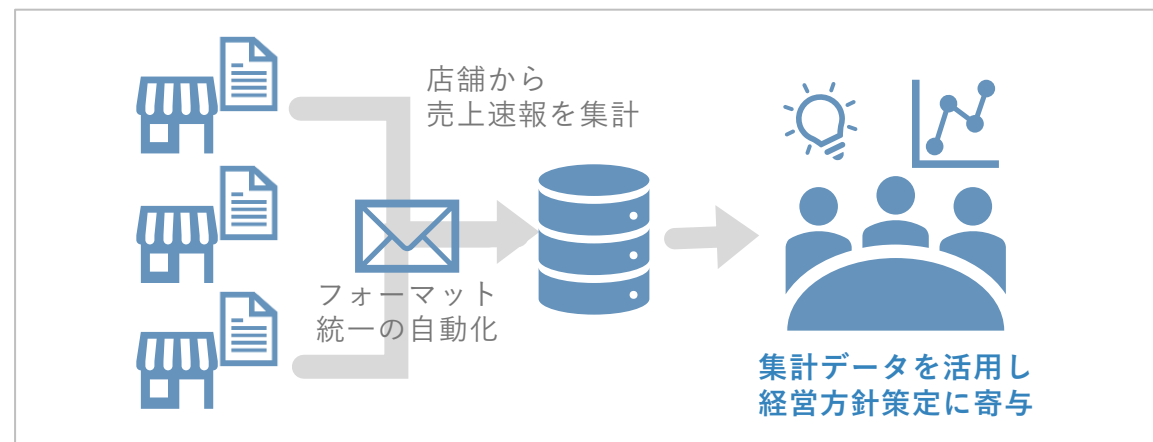 店舗から
売上速報を集計
フォーマット
統一の自動化
集計データを活用し
経営方針策定に寄与